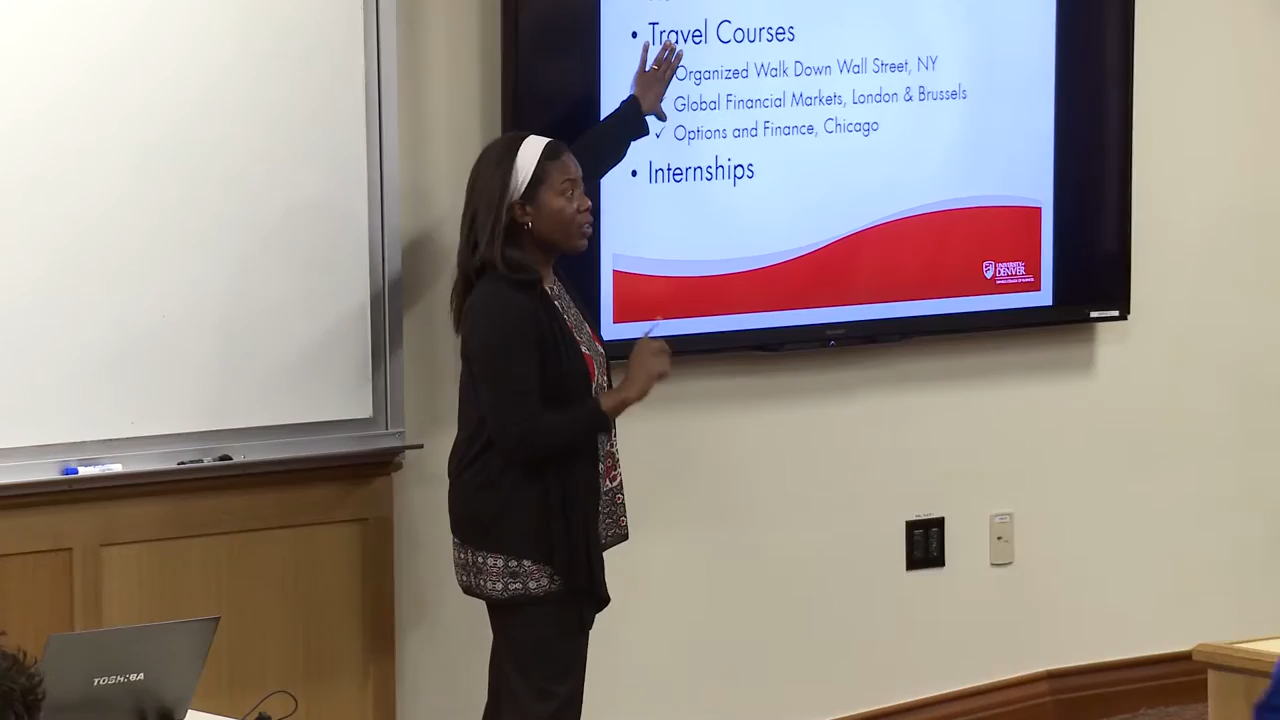 • Travel Courses
Organized Walk Down Wall Street, NY
✓ Global Financial Markets, London & Brussels
✓ Options and Finance, Chicago
• Internships
UNIVERSITY of
DENVER
TOSHIBA